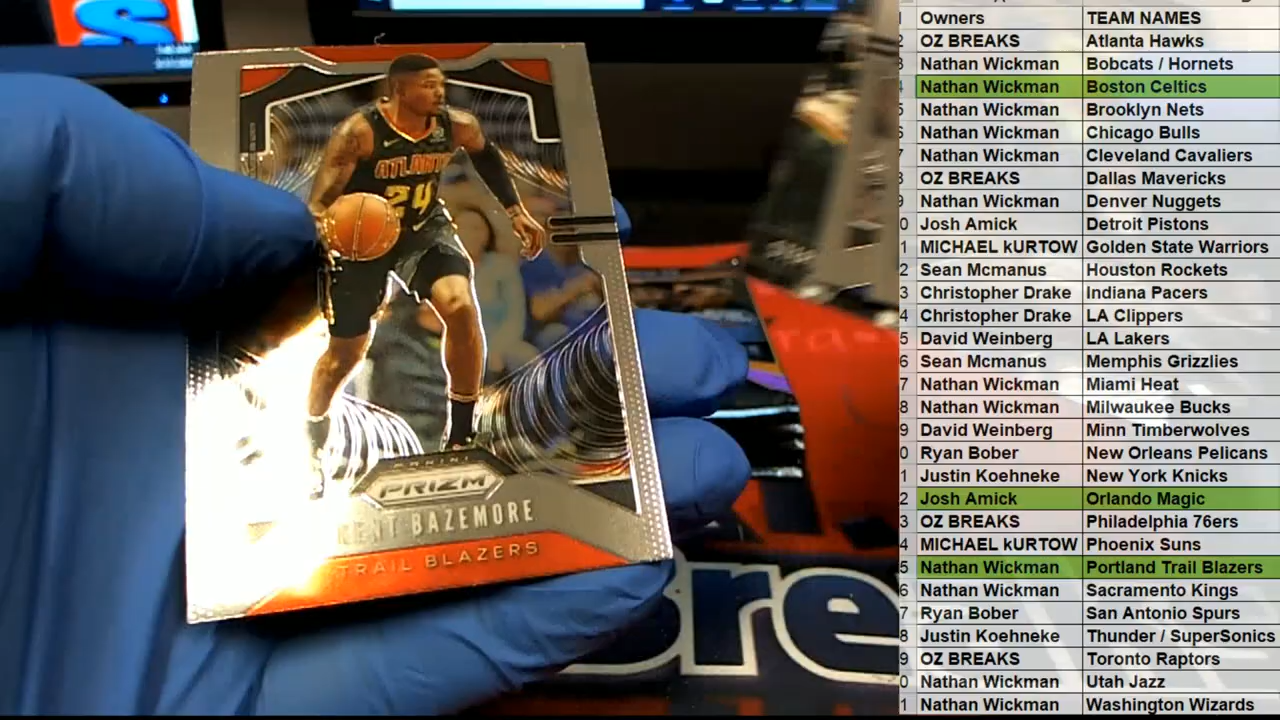 ATLANTA
24
PANINI
PRIZM
KENT BAZEMORE
TRAIL BLAZERS
Bre
Owners TEAM NAMES
OZ BREAKS Atlanta Hawks
Nathan Wickman Bobcats / Hornets
Nathan Wickman Boston Celtics
Nathan Wickman Brooklyn Nets
Nathan Wickman Chicago Bulls
Nathan Wickman Cleveland Cavaliers
OZ BREAKS Dallas Mavericks
Nathan Wickman Denver Nuggets
Josh Amick Detroit Pistons
MICHAEL kURTOW Golden State Warriors
Sean Mcmanus Houston Rockets
Christopher Drake Indiana Pacers
Christopher Drake LA Clippers
David Weinberg LA Lakers
Sean Mcmanus Memphis Grizzlies
Nathan Wickman Miami Heat
Nathan Wickman Milwaukee Bucks
David Weinberg Minn Timberwolves
Ryan Bober New Orleans Pelicans
Justin Koehneke New York Knicks
Josh Amick Orlando Magic
OZ BREAKS Philadelphia 76ers
MICHAEL kURTOW Phoenix Suns
Nathan Wickman Portland Trail Blazers
Nathan Wickman Sacramento Kings
Ryan Bober San Antonio Spurs
Justin Koehneke Thunder / SuperSonics
OZ BREAKS Toronto Raptors
Nathan Wickman Utah Jazz
Nathan Wickman Washington Wizards